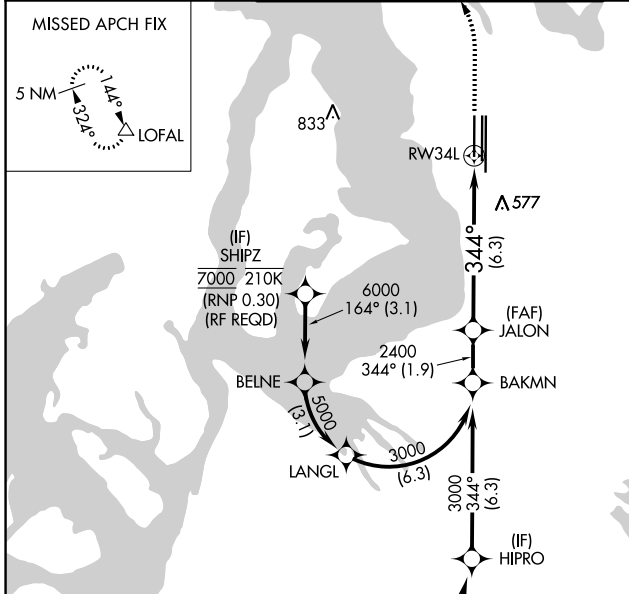 MISSED APCH FIX
5 NM
144°
324°
LOFAL
833
RW34L
577
(IF)
SHIPZ
7000 210K
(RNP 0.30)
(RF REQD)
6000
164° (3.1)
344°
(6.3)
(FAF)
JALON
2400
344° (1.9)
BELNE
BAKMN
5000
(3.1)
LANGL
3000
(6.3)
3000
344°
(6.3)
(IF)
HIPRO